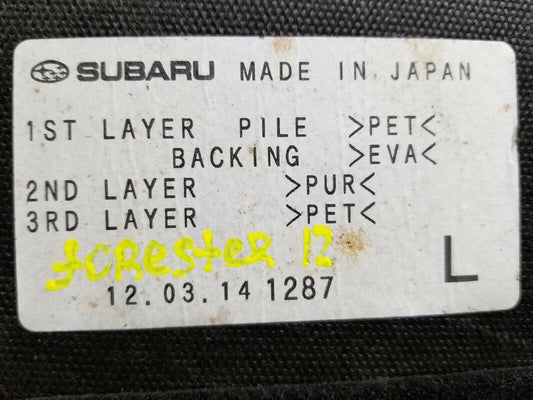 SUBARU MADE IN JAPAN
1ST LAYER PILE >PET<
BACKING >EVA<
2ND LAYER >PUR<
3RD LAYER >PET<
forester 12
12.03.14 1287
L